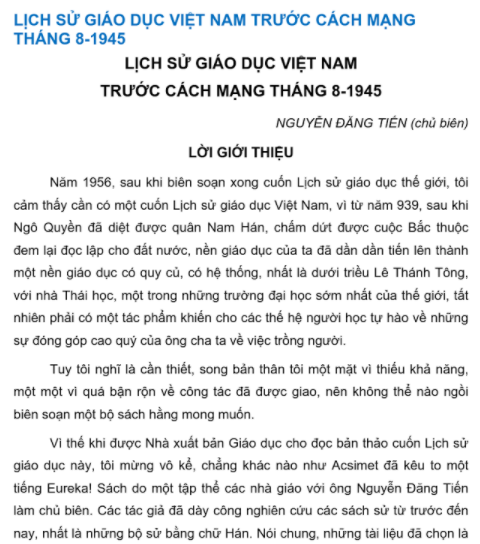 LỊCH SỬ GIÁO DỤC VIỆT NAM TRƯỚC CÁCH MẠNG
THÁNG 8-1945
LỊCH SỬ GIÁO DỤC VIỆT NAM
TRƯỚC CÁCH MẠNG THÁNG 8-1945
NGUYỄN ĐĂNG TIẾN (chủ biên)
LỜI GIỚI THIỆU
Năm 1956, sau khi biên soạn xong cuốn Lịch sử giáo dục thế giới, tôi
cảm thấy cần có một cuốn Lịch sử giáo dục Việt Nam, vì từ năm 939, sau khi
Ngô Quyền đã diệt được quân Nam Hán, chấm dứt được cuộc Bắc thuộc
đem lại đọc lập cho đất nước, nền giáo dục của ta đã dần dần tiến lên thành
một nền giáo dục có quy củ, có hệ thống, nhất là dưới triều Lê Thánh Tông,
với nhà Thái học, một trong những trường đại học sớm nhất của thế giới, tất
nhiên phải có một tác phẩm khiến cho các thế hệ người học tự hào về những
sự đóng góp cao quý của ông cha ta về việc trồng người.
Tuy tôi nghĩ là cần thiết, song bản thân tôi một mặt vì thiếu khả năng,
một một vì quá bận rộn về công tác đã được giao, nên không thể nào ngồi
biên soạn một bộ sách hằng mong muốn.
Vì thế khi được Nhà xuất bản Giáo dục cho đọc bản thảo cuốn Lịch sử
giáo dục này, tôi mừng vô kể, chẳng khác nào như Acsimet đã kêu to một
tiếng Eureka! Sách do một tập thể các nhà giáo với ông Nguyễn Đăng Tiến
làm chủ biên. Các tác giả đã dày công nghiên cứu các sách sử từ trước đến
nay, nhất là những bộ sử bằng chữ Hán. Nói chung, những tài liệu đã chọn là